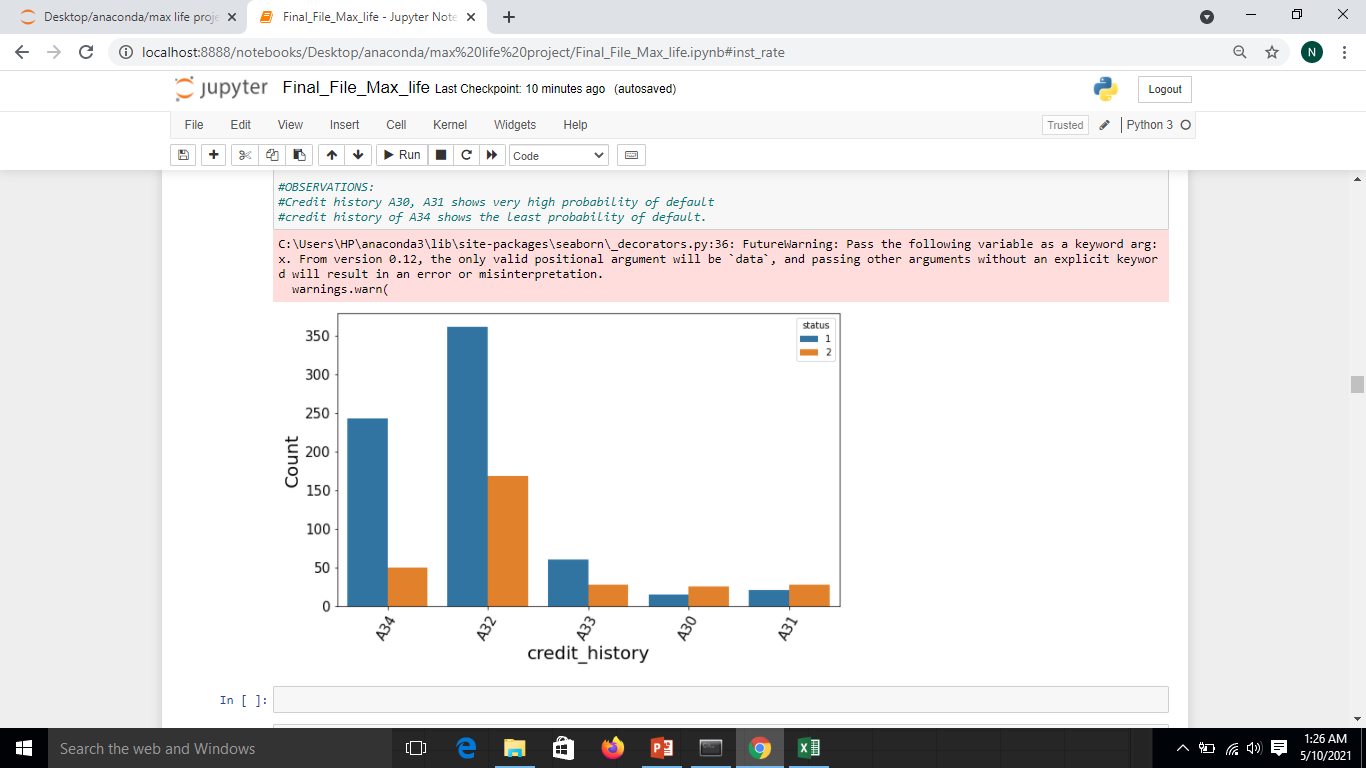 Desktop/anaconda/max life proje
Final_File_Max_life - Jupyter Note
localhost:8888/notebooks/Desktop/anaconda/max%20life%20project/Final_File_Max_life.ipynb#inst_rate
N
jupyter Final_File_Max_life Last Checkpoint: 10 minutes ago (autosaved)
Logout
File Edit View Insert Cell Kernel Widgets Help
Trusted Python 3
Run
Code
#OBSERVATIONS:
#Credit history A30, A31 shows very high probability of default
#credit history of A34 shows the least probability of default.
C:\Users\HP\anaconda3\lib\site-packages\seaborn\_decorators.py:36: FutureWarning: Pass the following variable as a keyword arg:
x. From version 0.12, the only valid positional argument will be `data`, and passing other arguments without an explicit keywor
d will result in an error or misinterpretation.
warnings.warn(
status
1
2
350
300
250
200
150
100
50
0
Count
A34 A32 A33 A30 A31
credit_history
In [ ]:
Search the web and Windows
1:26 AM
5/10/2021